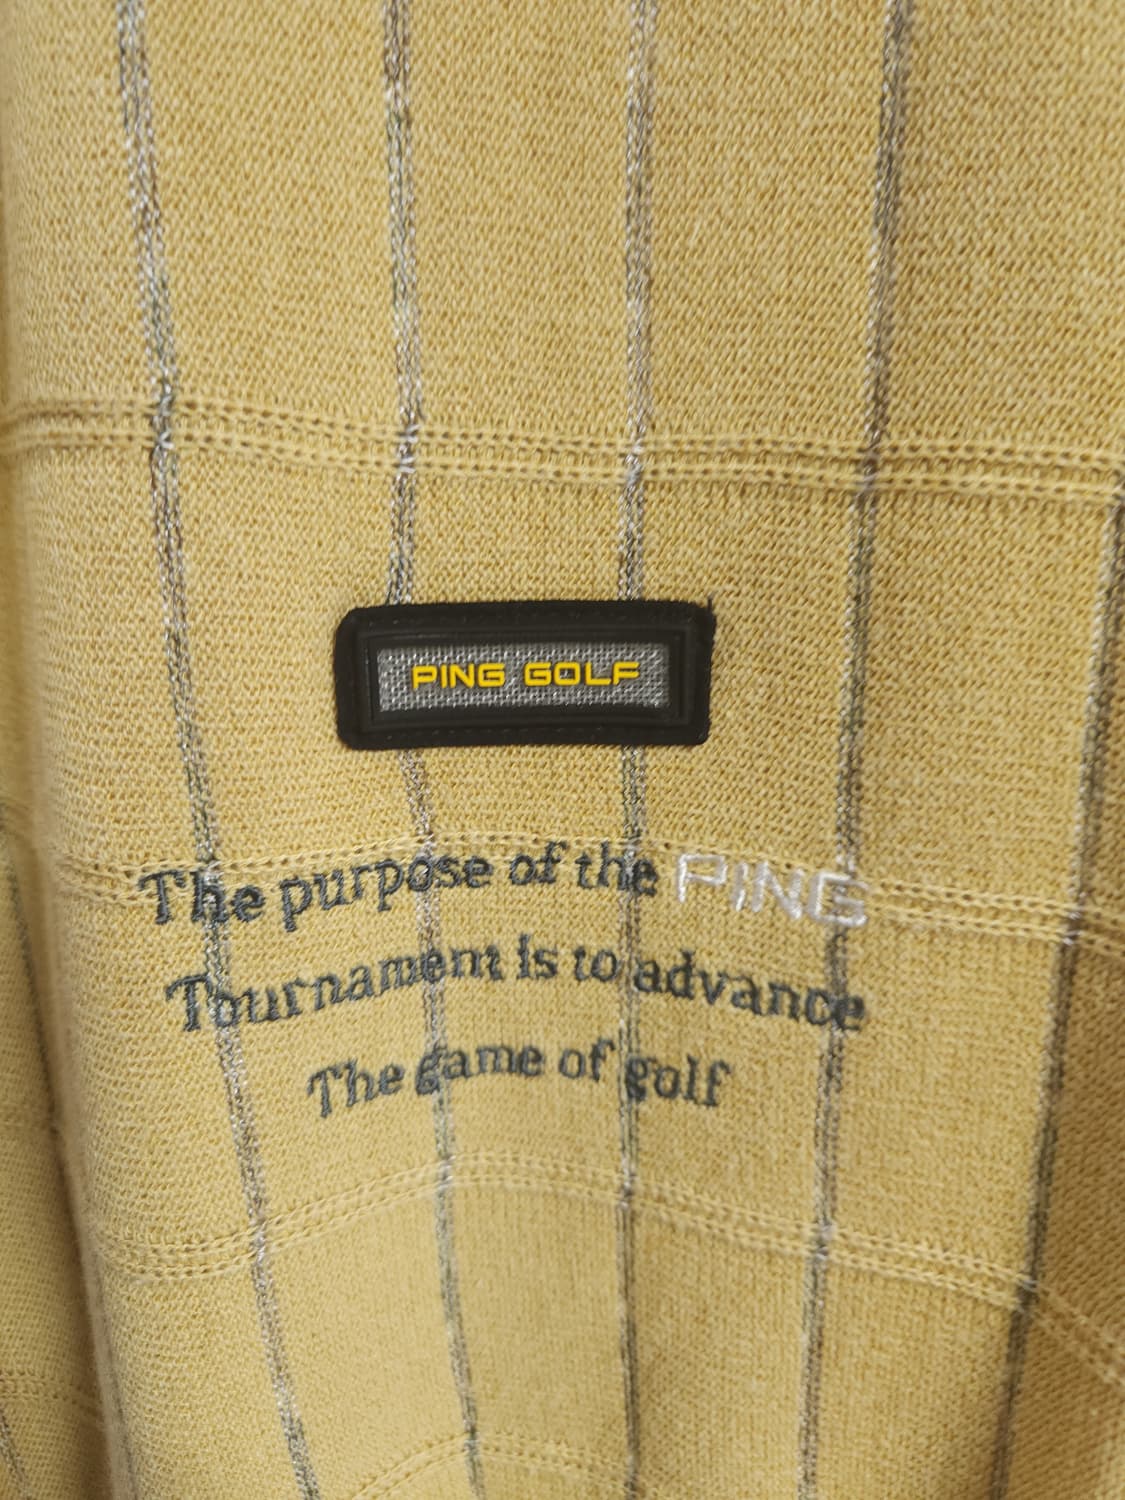 PING GOLF
The purpose of the PING
Tournament is to advance
The game of golf